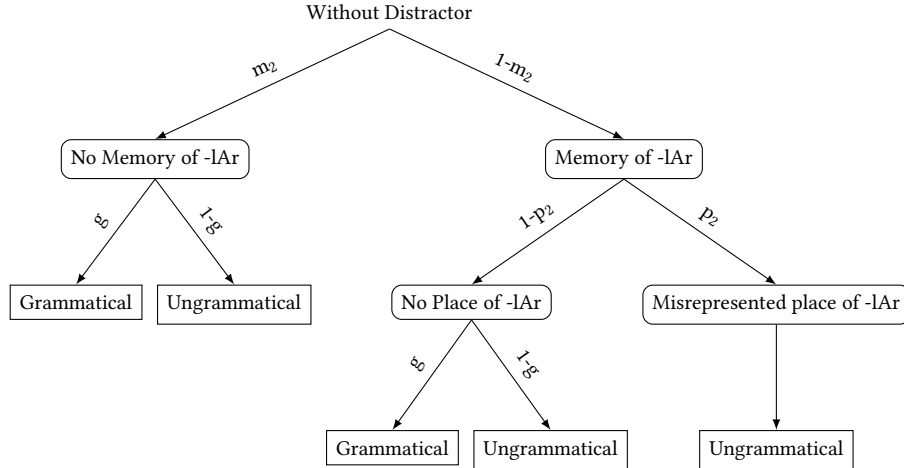 Without Distractor
m₂
1-m₂
No Memory of -lAr
Memory of -lAr
g
1-g
1-p₂
p₂
Grammatical
Ungrammatical
No Place of -lAr
Misrepresented place of -lAr
g
1-g
Grammatical
Ungrammatical
Ungrammatical